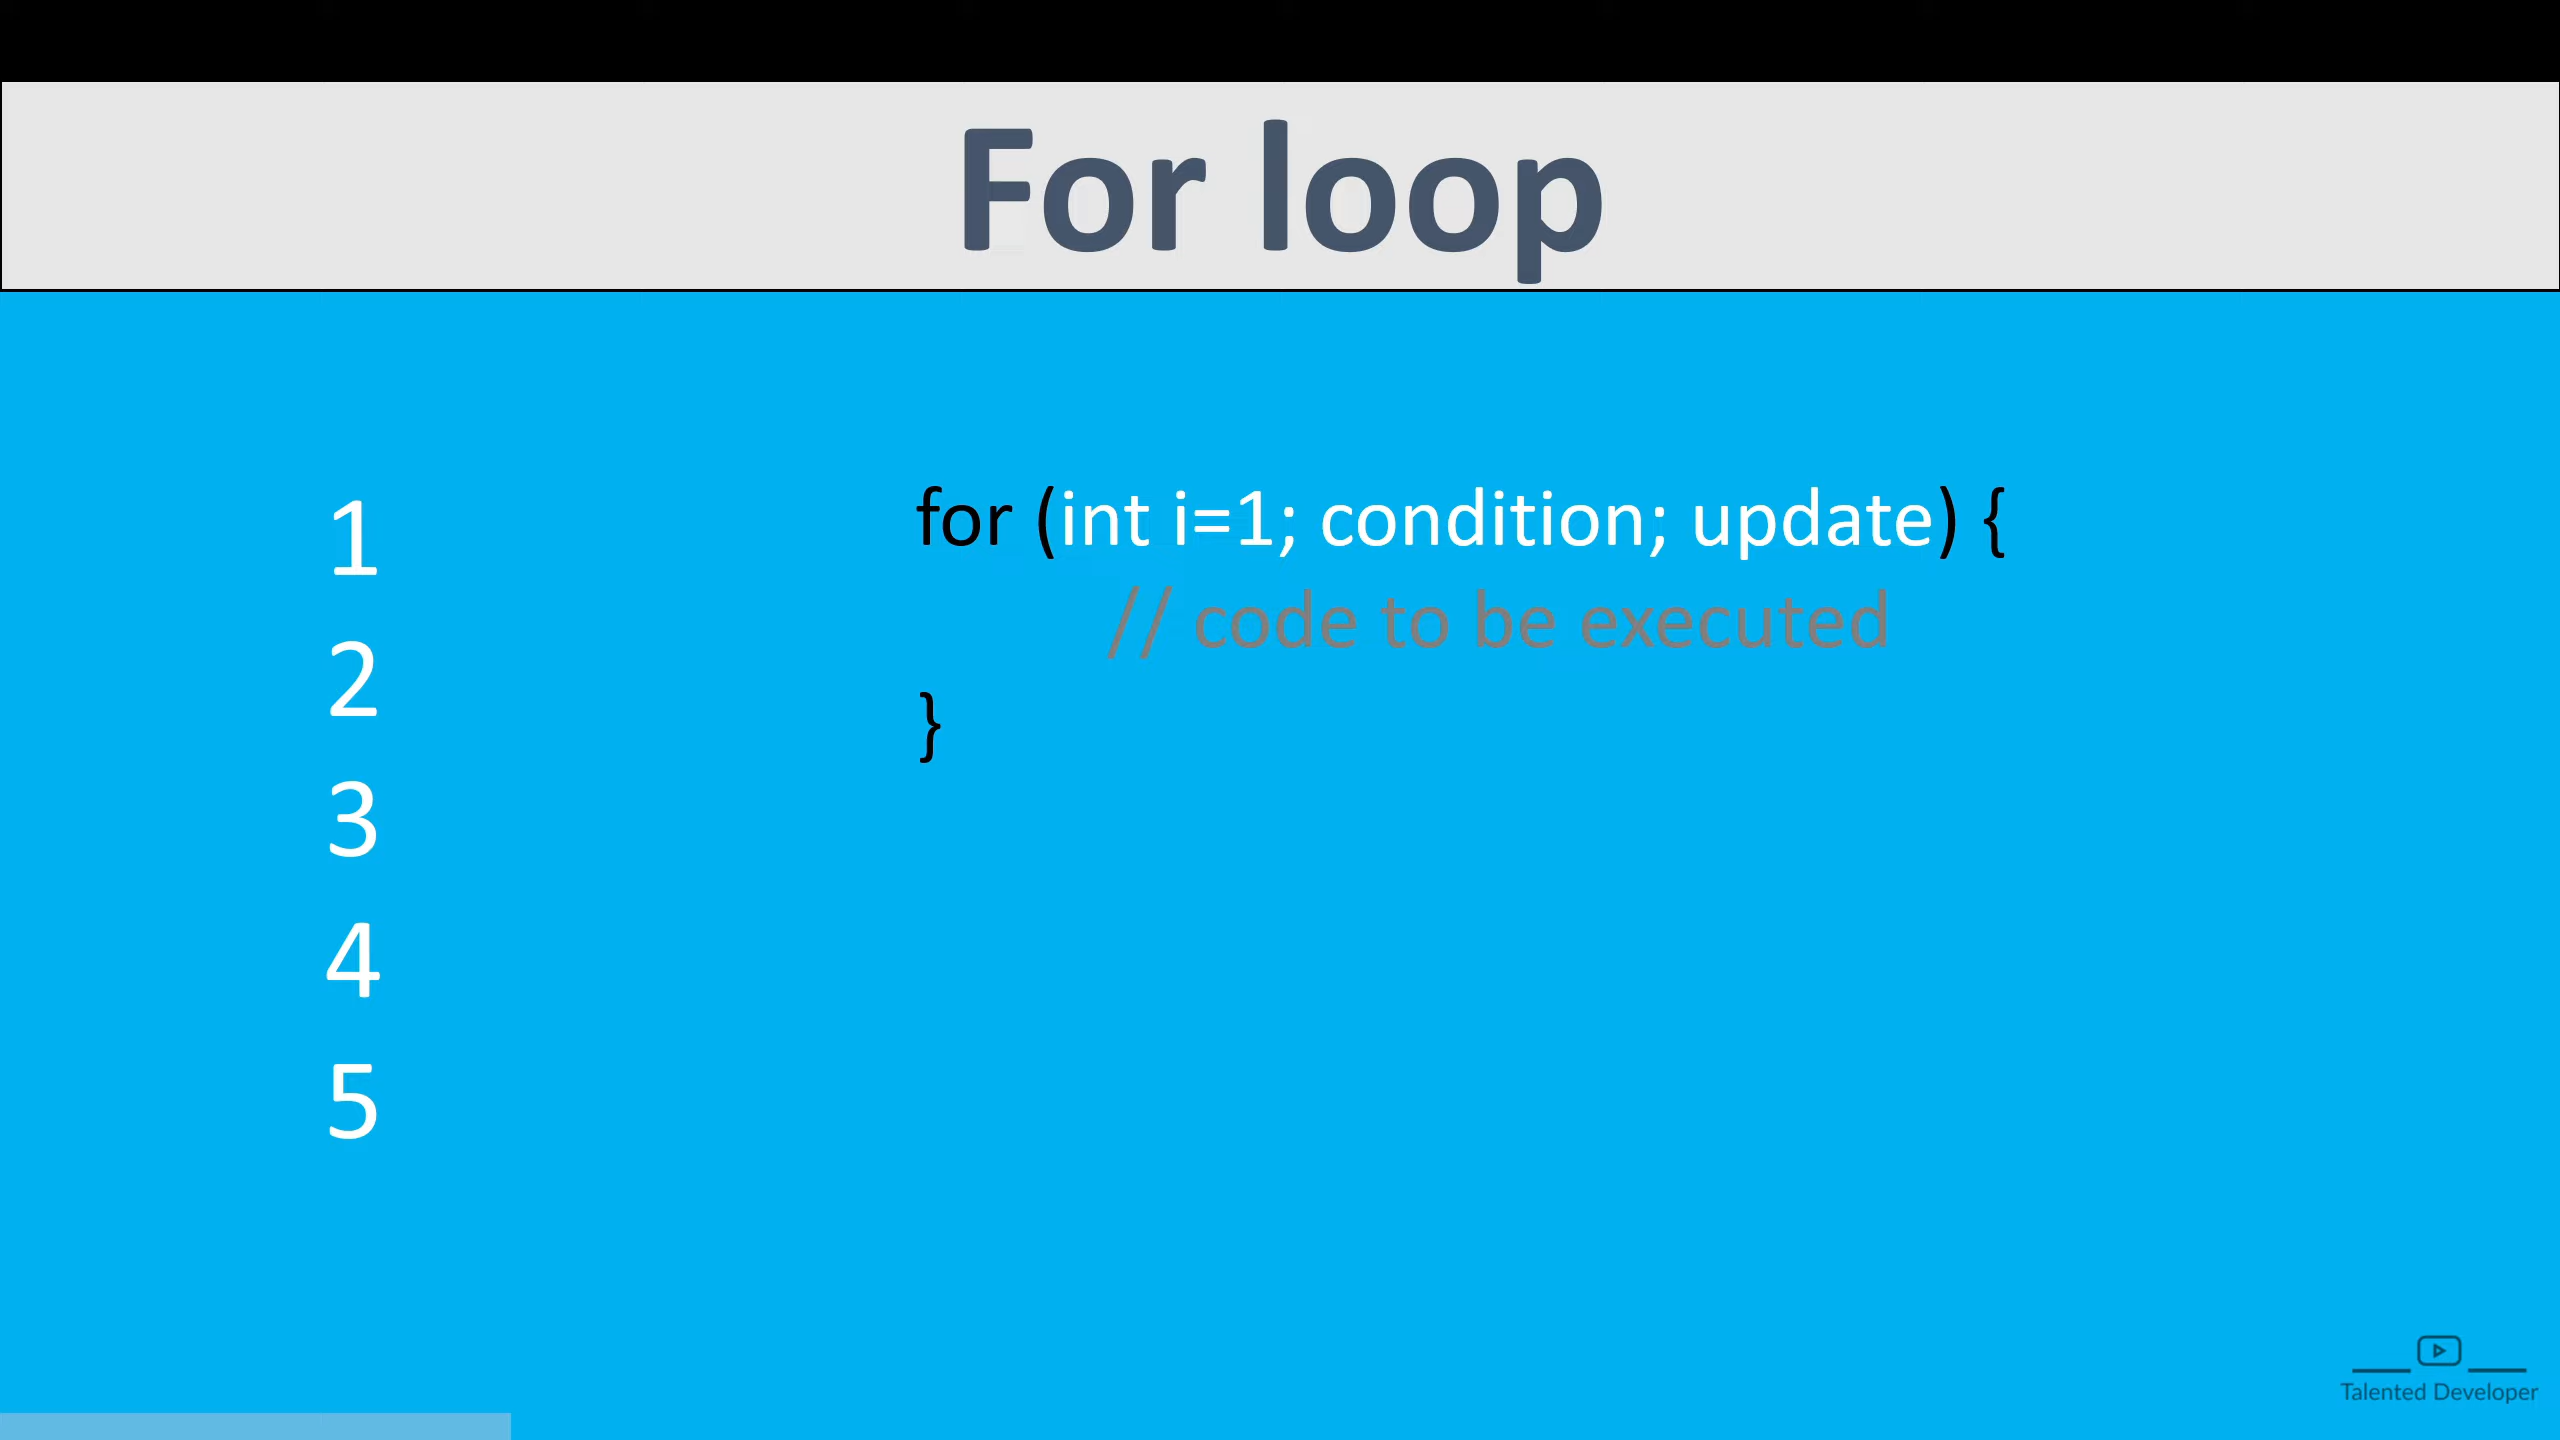 For loop
1
2
3
4
5
for (int i=1; condition; update) {
// code to be executed
}
Talented Developer